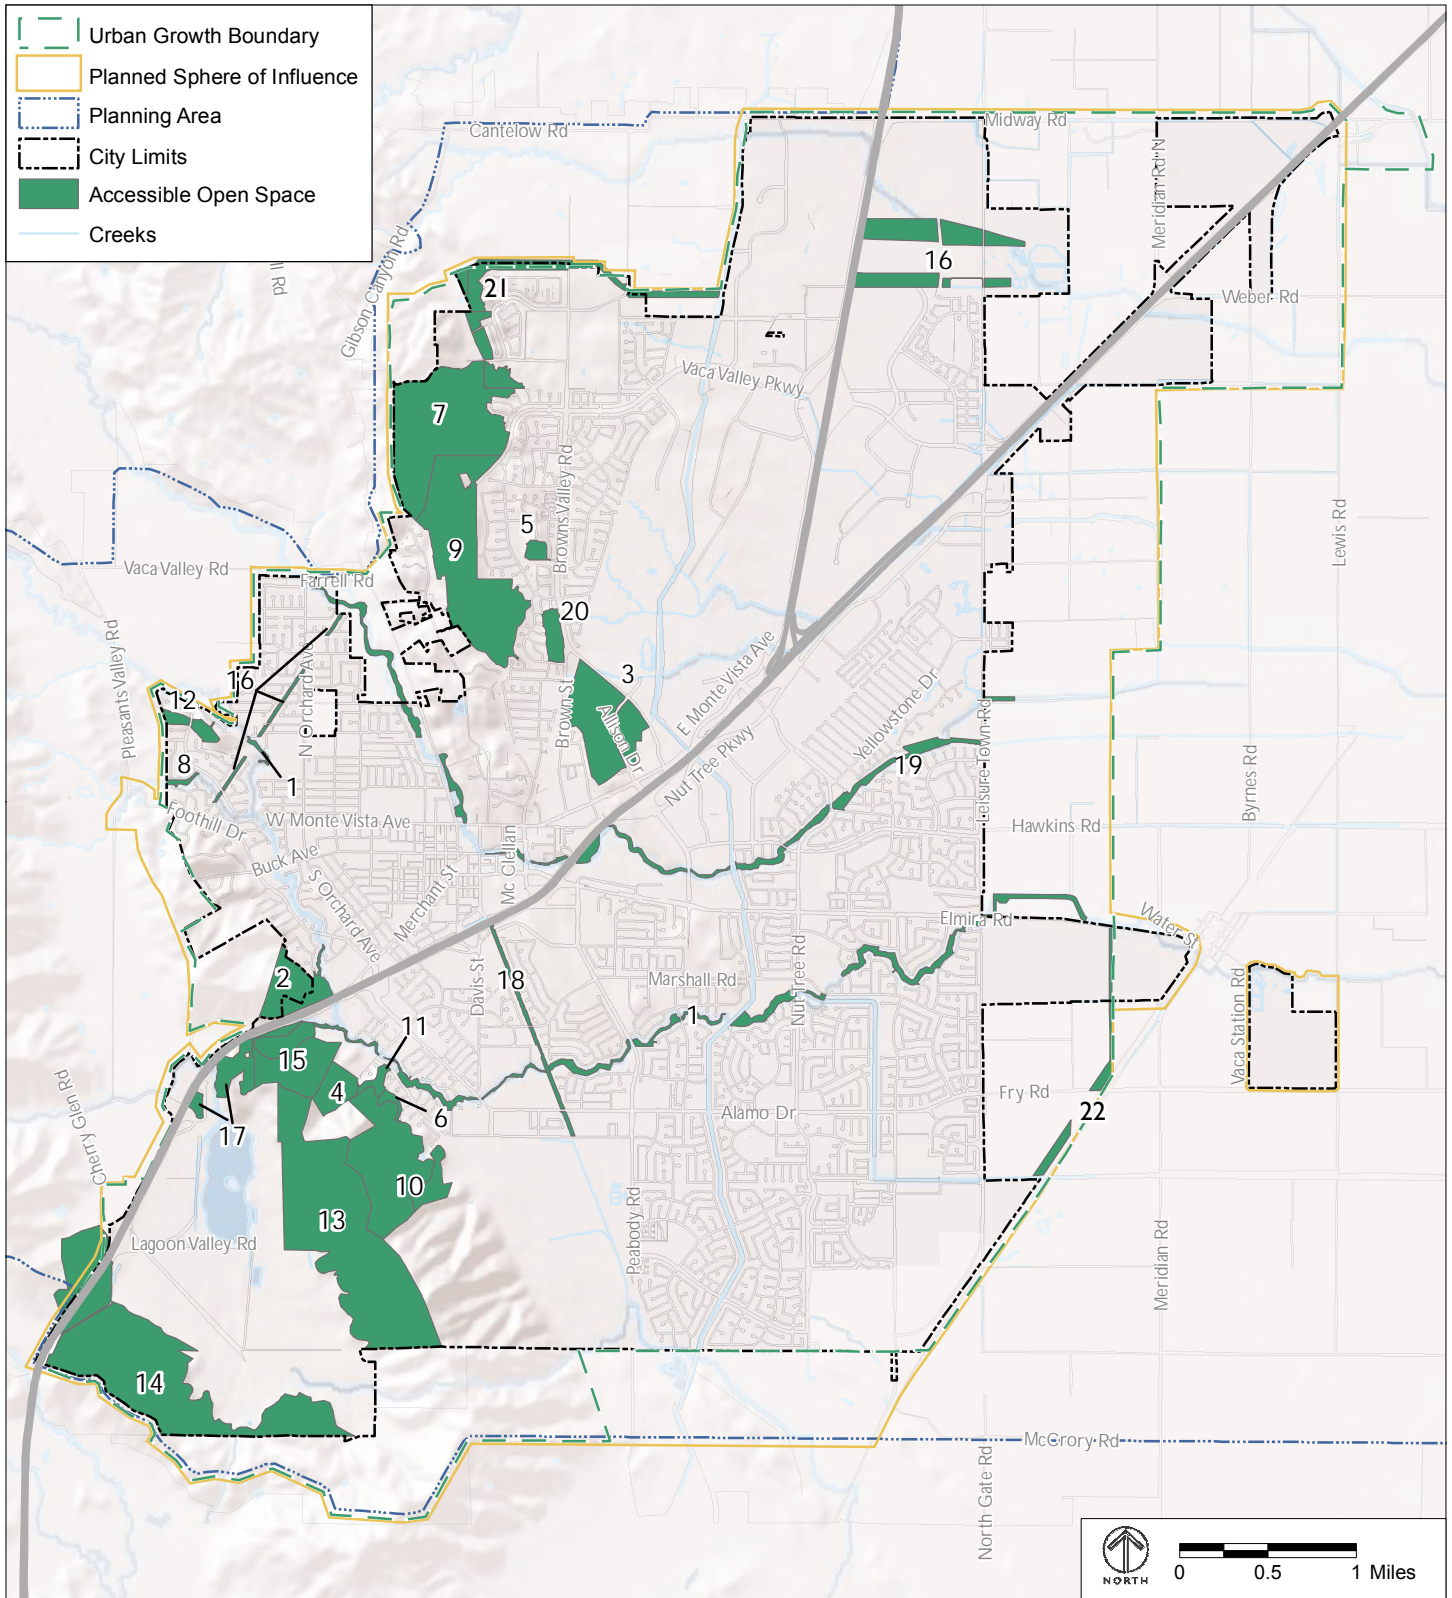 Urban Growth Boundary
Planned Sphere of Influence
Planning Area
City Limits
Accessible Open Space
Creeks
Cantelow Rd
Midway Rd
Meridian Rd N
Gibson Canyon Rd
ll Rd
16
21
Weber Rd
Vaca Valley Pkwy
7
Browns Valley Rd
5
9
Lewis Rd
Vaca Valley Rd
Farrell Rd
20
Pleasants Valley Rd
16
12
N Orchard Ave
3
E Monte Vista Ave
Brown St
Allison Dr
Yellowstone Dr
Leisure Town Rd
8
1
Nut Tree Pkwy
19
Byrnes Rd
Foothill Dr
W Monte Vista Ave
Hawkins Rd
Buck Ave
Mc Clellan
S Orchard Ave
Merchant St
Elmira Rd
Water St
2
Davis St
18
Marshall Rd
Nut Tree Rd
1
11
Vaca Station Rd
15
4
6
Cherry Glen Rd
17
Alamo Dr
Fry Rd
22
10
13
Peabody Rd
Lagoon Valley Rd
Meridian Rd
14
McCrory Rd
North Gate Rd
NORTH
0 0.5 1 Miles